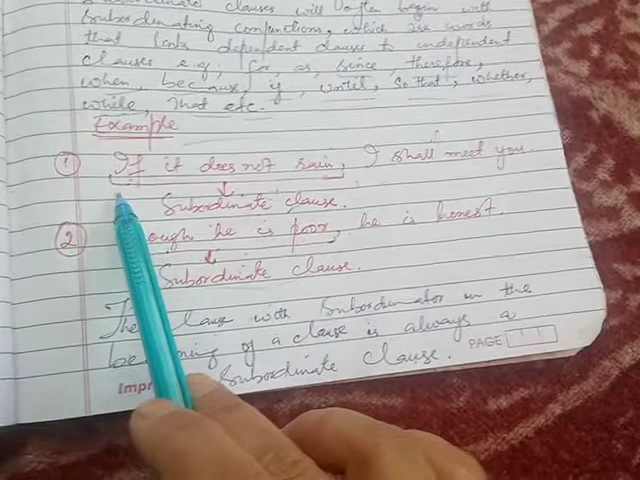 clauses will often begin with
Subordinating conjunctions, which are words
that links dependent clauses to independent
clauses e.g; for, as, since, therefore,
when, because, if, until, so that, whether,
while, That etc.
Example
① If it does not rain, I shall meet you.
Subordinate clause.
② ough he is poor, he is honest.
Subordinate Clause.
The Clause with Subordinator in the
of a clause is always a
Subordinate Clause.
PAGE
Impr